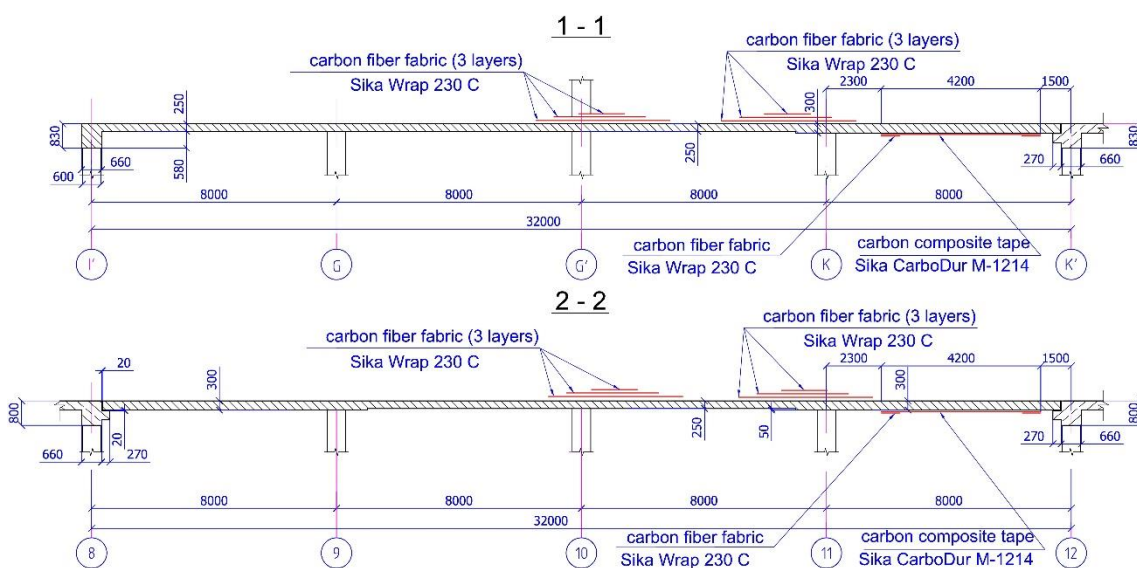 1 - 1
carbon fiber fabric (3 layers)
Sika Wrap 230 C
carbon fiber fabric (3 layers)
Sika Wrap 230 C
2300
4200
1500
300
250
830
580
660
600
250
830
270
660
8000
8000
8000
8000
32000
carbon fiber fabric
Sika Wrap 230 C
carbon composite tape
Sika CarboDur M-1214
I'
G
G'
K
K'
2 - 2
carbon fiber fabric (3 layers)
Sika Wrap 230 C
carbon fiber fabric (3 layers)
Sika Wrap 230 C
20
300
2300
4200
1500
300
800
20
660
270
250
50
800
270
660
8000
8000
8000
8000
32000
carbon fiber fabric
Sika Wrap 230 C
carbon composite tape
Sika CarboDur M-1214
8
9
10
11
12